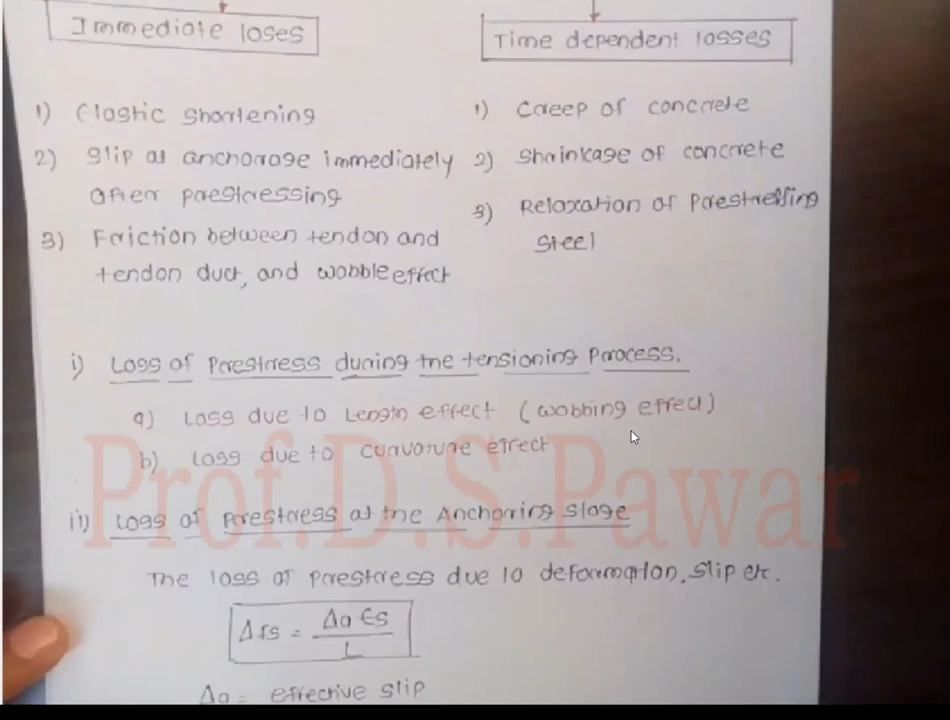 Immediate loses
Time dependent losses
1) Elastic shortening
2) Slip at anchorage immediately
after prestressing
3) Friction between tendon and
tendon duct, and wobble effect
1) Creep of concrete
2) Shrinkage of concrete
3) Relaxation of Prestressing
Steel
i) Loss of Prestress during the tensioning Process.
a) Loss due to Length effect (wobbing effect)
b) Loss due to curvature effect
Prof.D.S.Pawar
ii) Loss of prestress at the Anchoring stage
The loss of prestress due to deformation, slip etc.
Δfs = Δa Es / L
Δa = effective slip